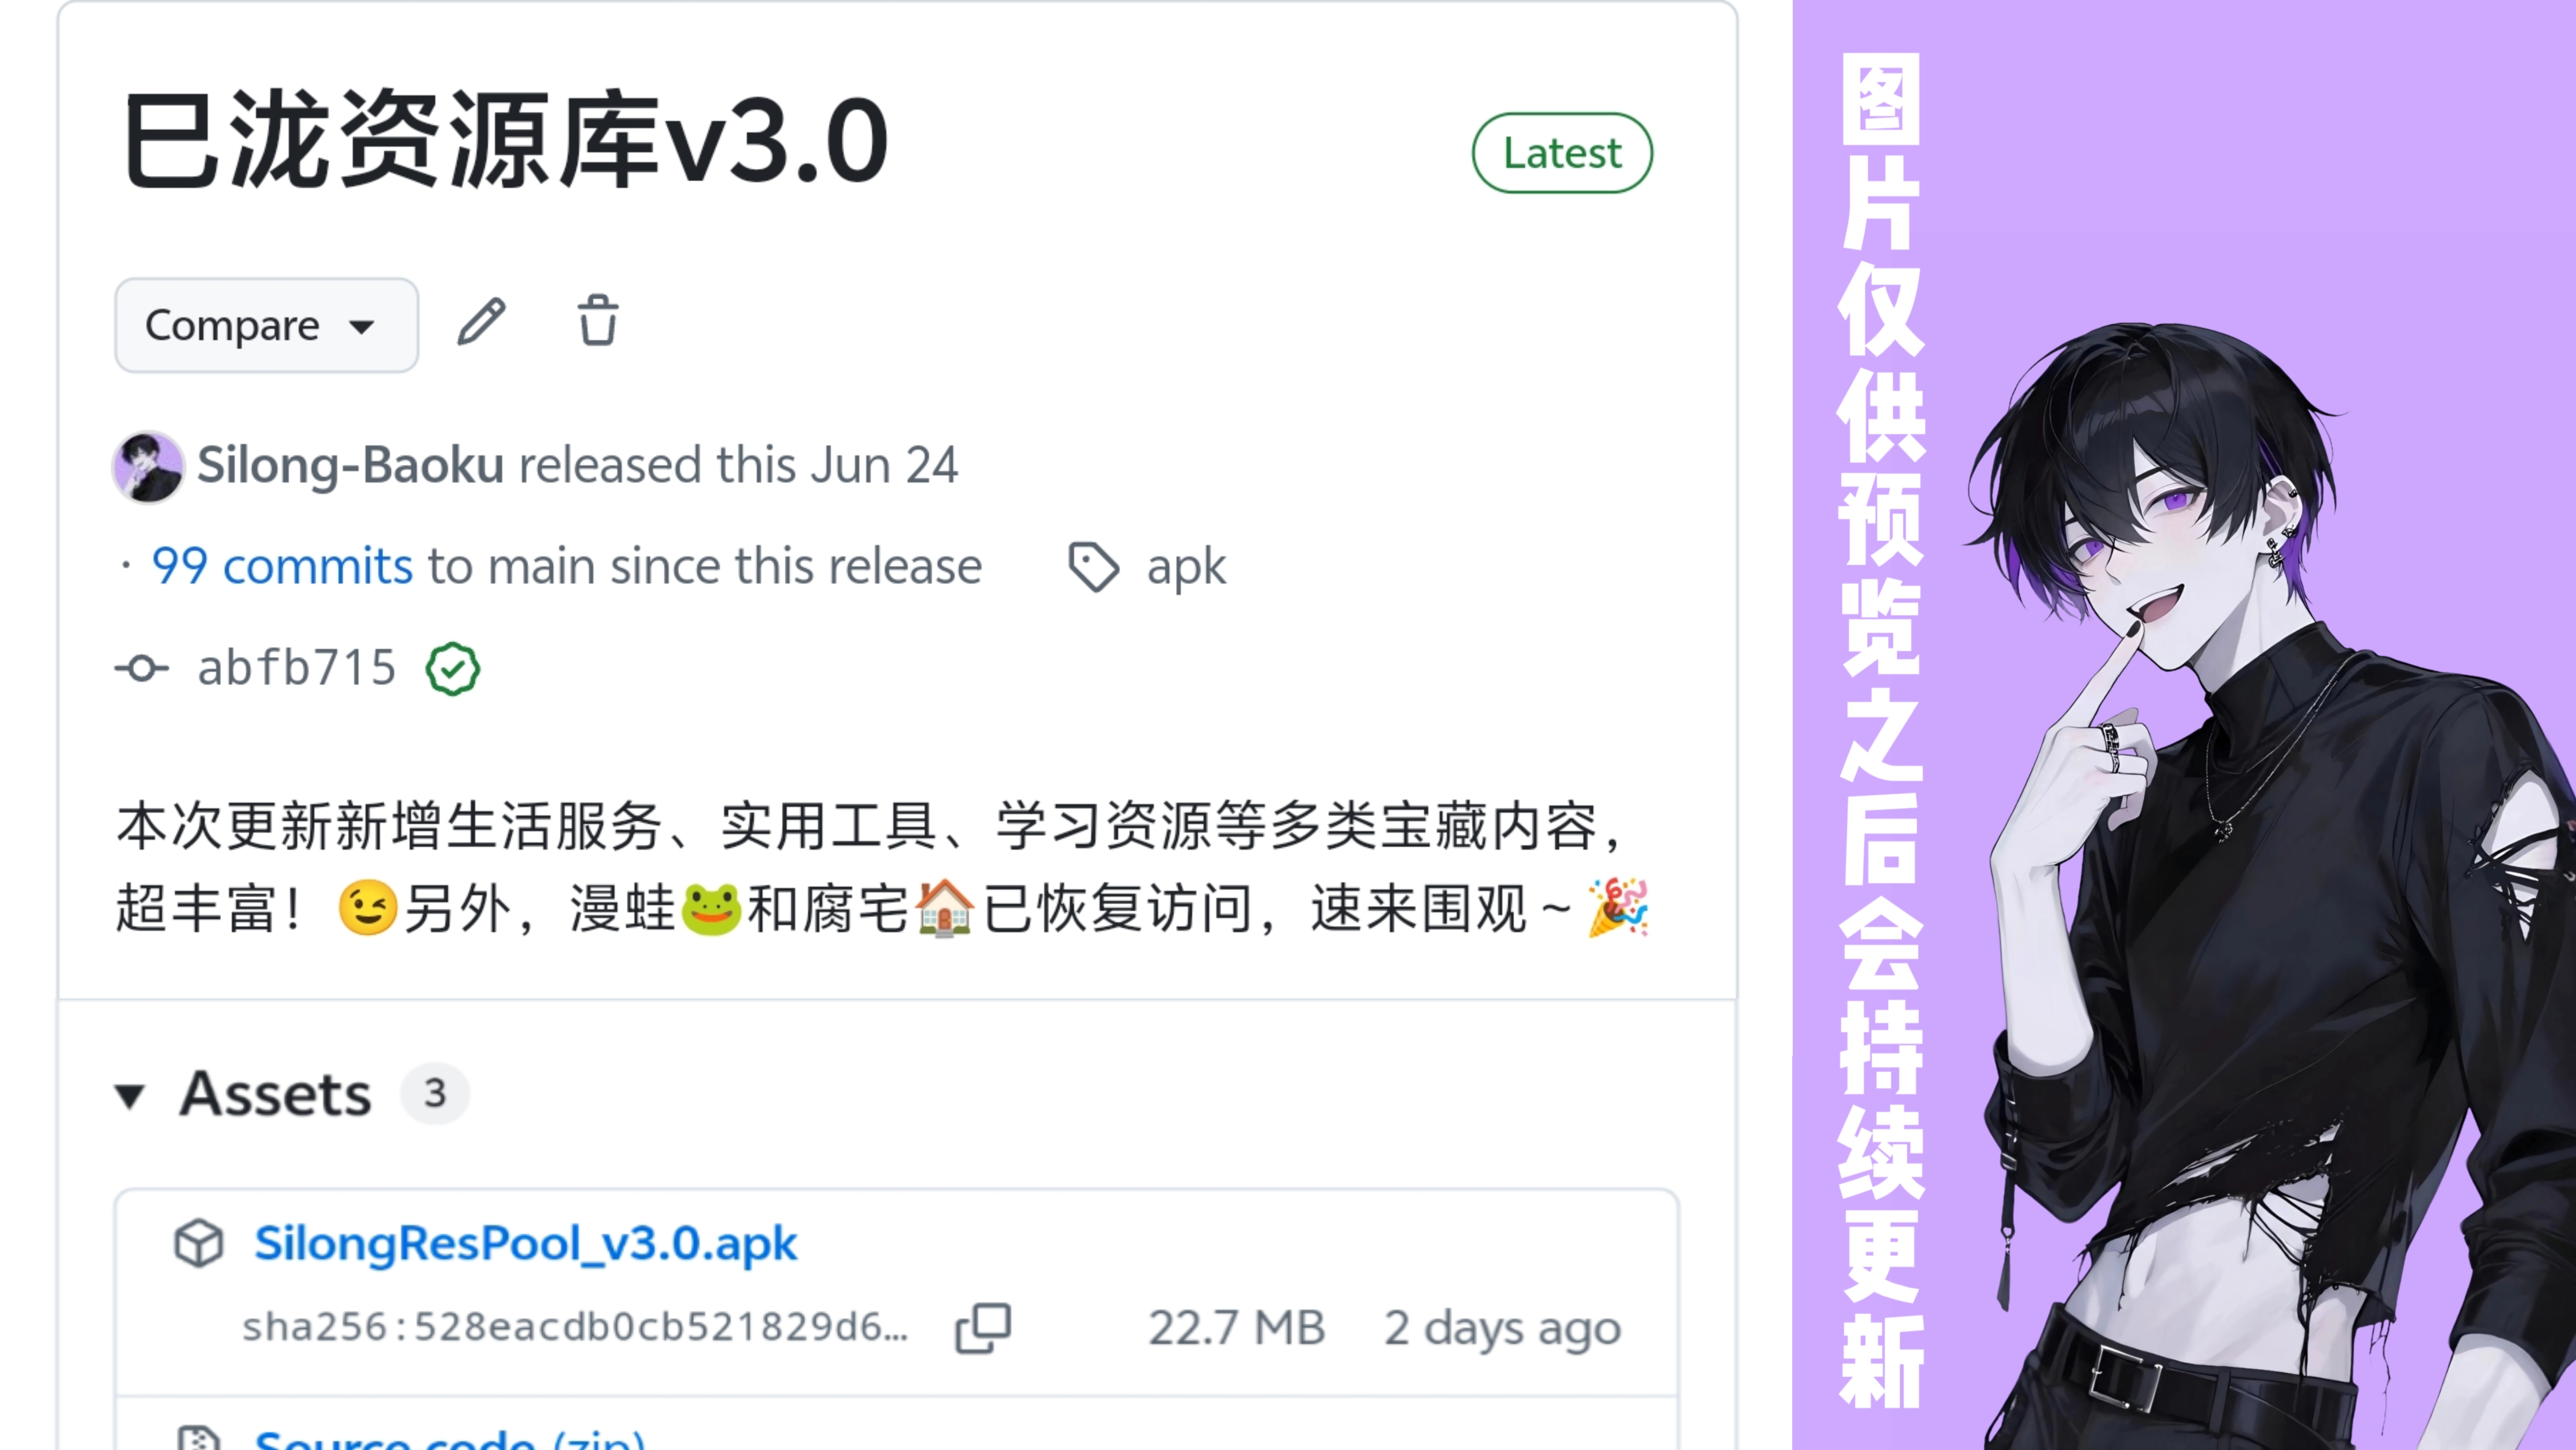 巳泷资源库v3.0
Latest
Compare
Silong-Baoku released this Jun 24
· 99 commits to main since this release
apk
abfb715
本次更新新增生活服务、实用工具、学习资源等多类宝藏内容，
超丰富！😉另外，漫蛙🐸和腐宅🏠已恢复访问，速来围观~🎉
Assets 3
SilongResPool_v3.0.apk
sha256:528eacdb0cb521829d6…
22.7 MB
2 days ago
Source code (zip)
图片仅供预览之后会持续更新